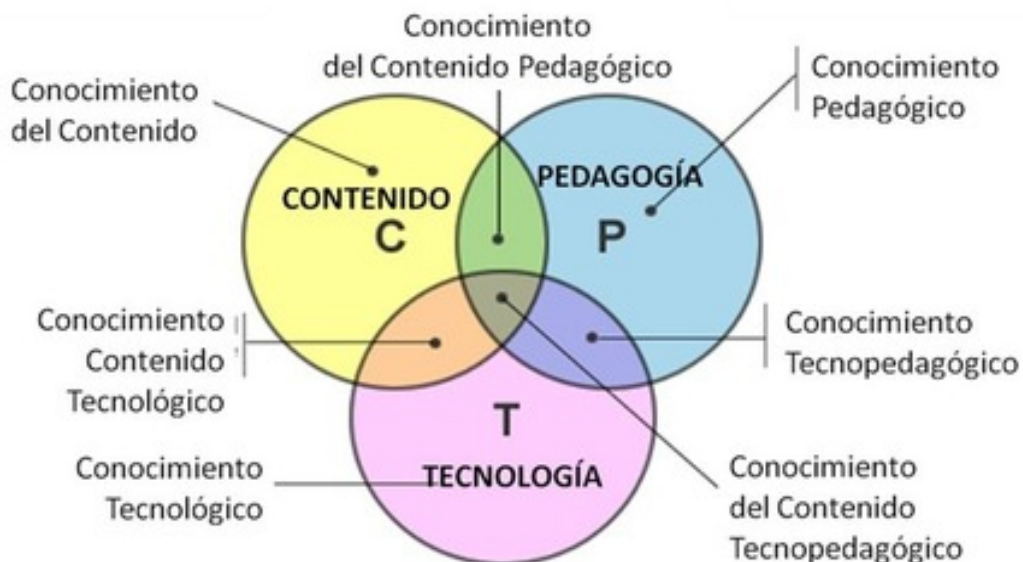 Conocimiento
del Contenido Pedagógico
Conocimiento
del Contenido
Conocimiento
Pedagógico
CONTENIDO
C
PEDAGOGÍA
P
Conocimiento
Contenido
Tecnológico
Conocimiento
Tecnopedagógico
T
TECNOLOGÍA
Conocimiento
Tecnológico
Conocimiento
del Contenido
Tecnopedagógico